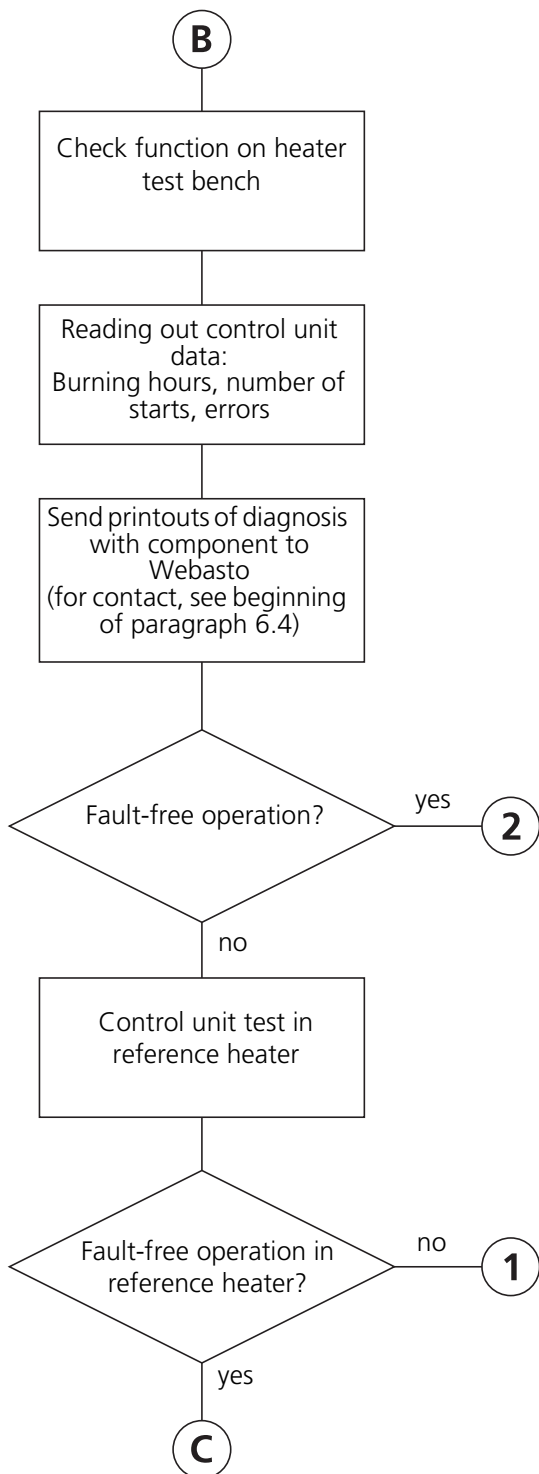 B
Check function on heater
test bench
Reading out control unit
data:
Burning hours, number of
starts, errors
Send printouts of diagnosis
with component to
Webasto
(for contact, see beginning
of paragraph 6.4)
Fault-free operation?
yes
2
no
Control unit test in
reference heater
Fault-free operation in
reference heater?
no
1
yes
C